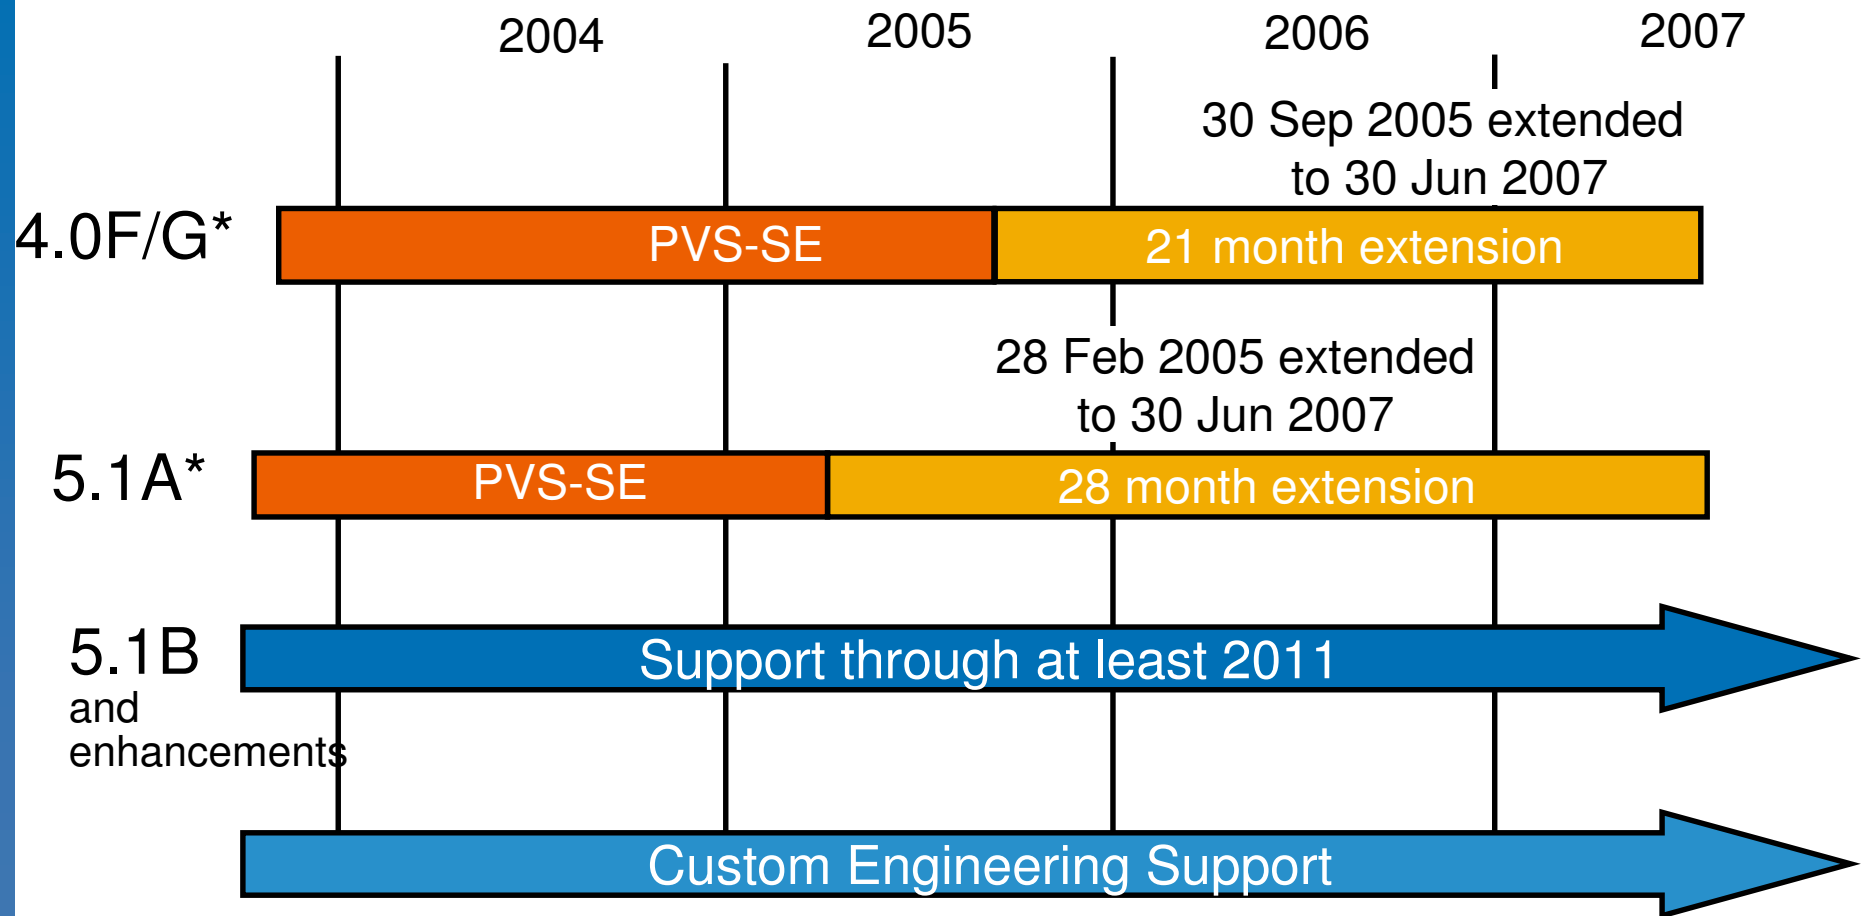 2004 2005 2006 2007
30 Sep 2005 extended
to 30 Jun 2007
4.0F/G* PVS-SE 21 month extension
28 Feb 2005 extended
to 30 Jun 2007
5.1A* PVS-SE 28 month extension
5.1B Support through at least 2011
and
enhancements
Custom Engineering Support